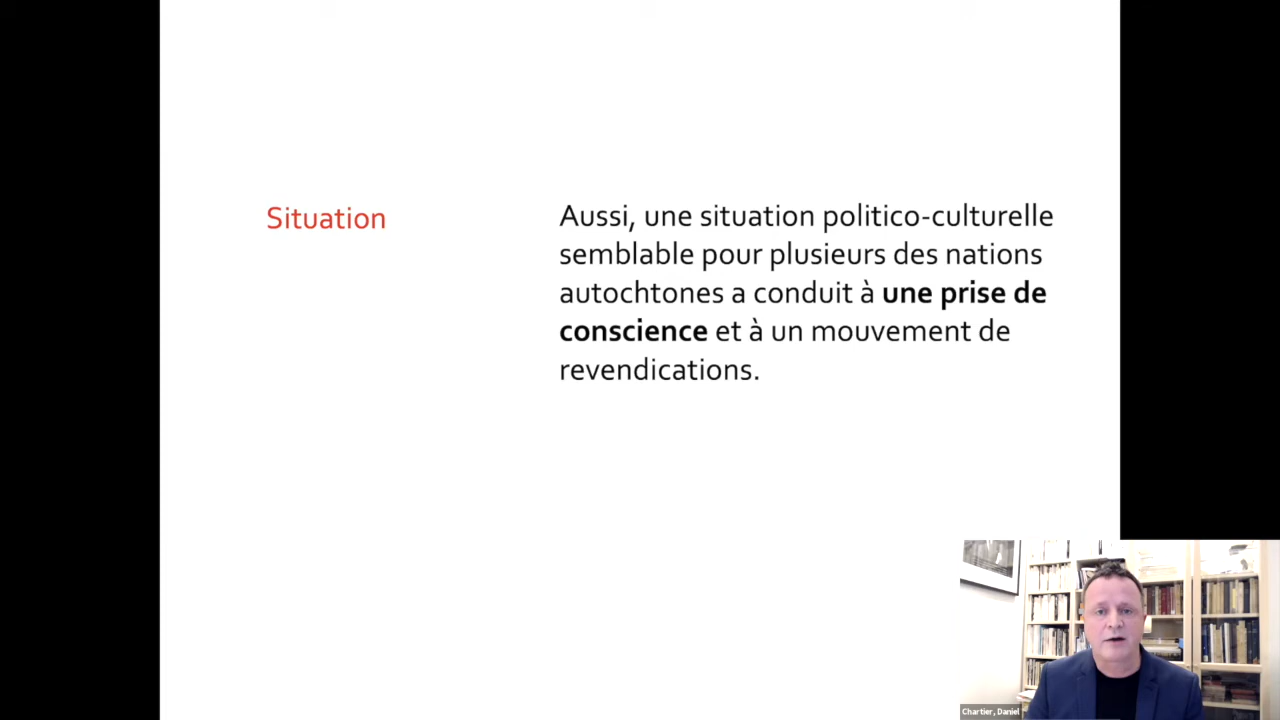 Situation
Aussi, une situation politico-culturelle
semblable pour plusieurs des nations
autochtones a conduit à une prise de
conscience et à un mouvement de
revendications.
Chartier, Daniel